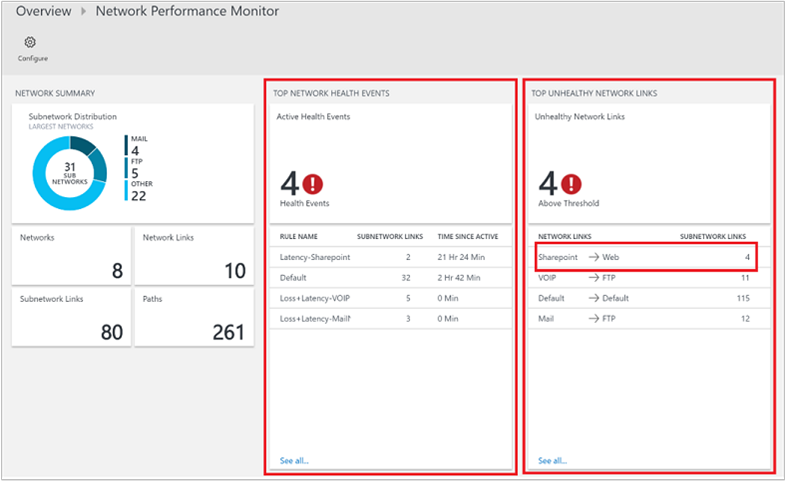 Overview Network Performance Monitor
Configure
NETWORK SUMMARY
Subnetwork Distribution
LARGEST NETWORKS
31
SUB
NETWORKS
MAIL
4
FTP
5
OTHER
22
Networks
8
Network Links
10
Subnetwork Links
80
Paths
261
TOP NETWORK HEALTH EVENTS
Active Health Events
4
Health Events
RULE NAME SUBNETWORK LINKS TIME SINCE ACTIVE
Latency-Sharepoint 2 21 Hr 24 Min
Default 32 2 Hr 42 Min
Loss+Latency-VOIP 5 0 Min
Loss+Latency-Mail 3 0 Min
See all...
TOP UNHEALTHY NETWORK LINKS
Unhealthy Network Links
4
Above Threshold
NETWORK LINKS SUBNETWORK LINKS
Sharepoint → Web 4
VOIP → FTP 11
Default → Default 115
Mail → FTP 12
See all...